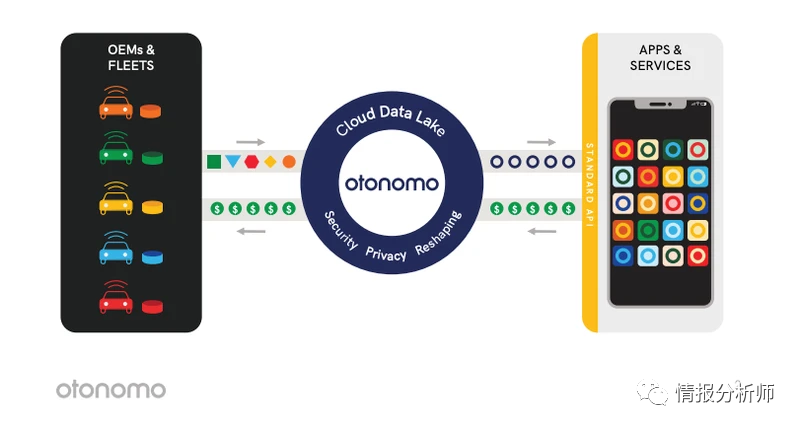 OEMs &
FLEETS
APPS &
SERVICES
Cloud Data Lake
otonomo
Security Privacy Reshaping
$ $ $ $ $
$ $ $ $ $
STANDARD API
otonomo
情报分析师